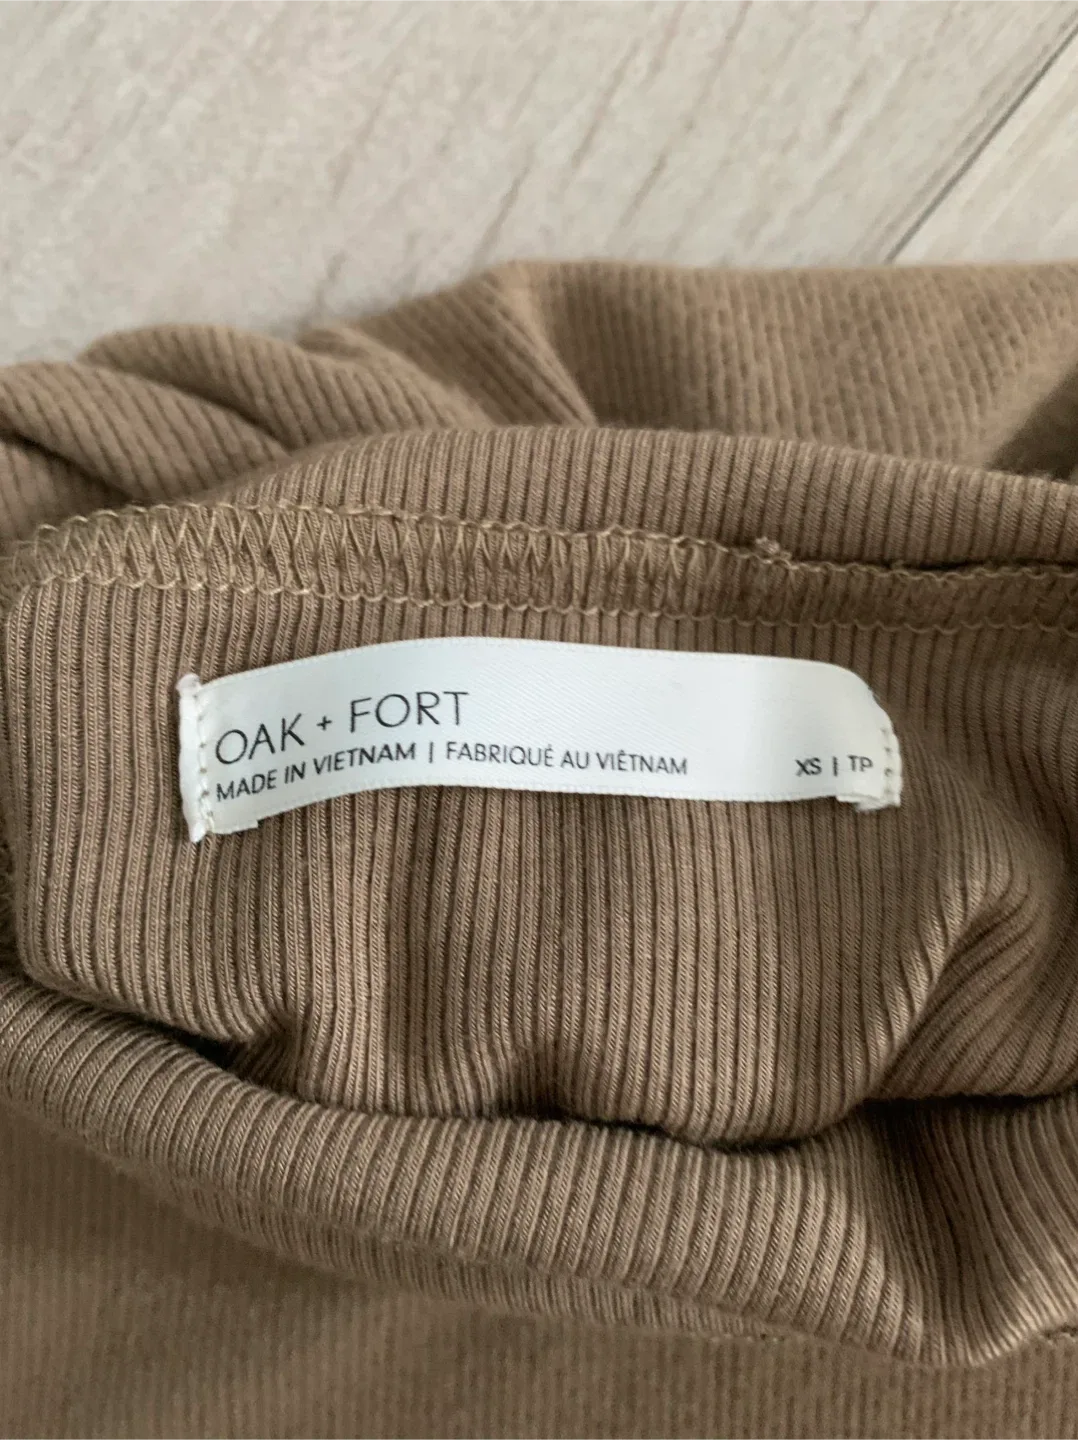 OAK + FORT
MADE IN VIETNAM | FABRIQUÉ AU VIÊTNAM
XS | TP